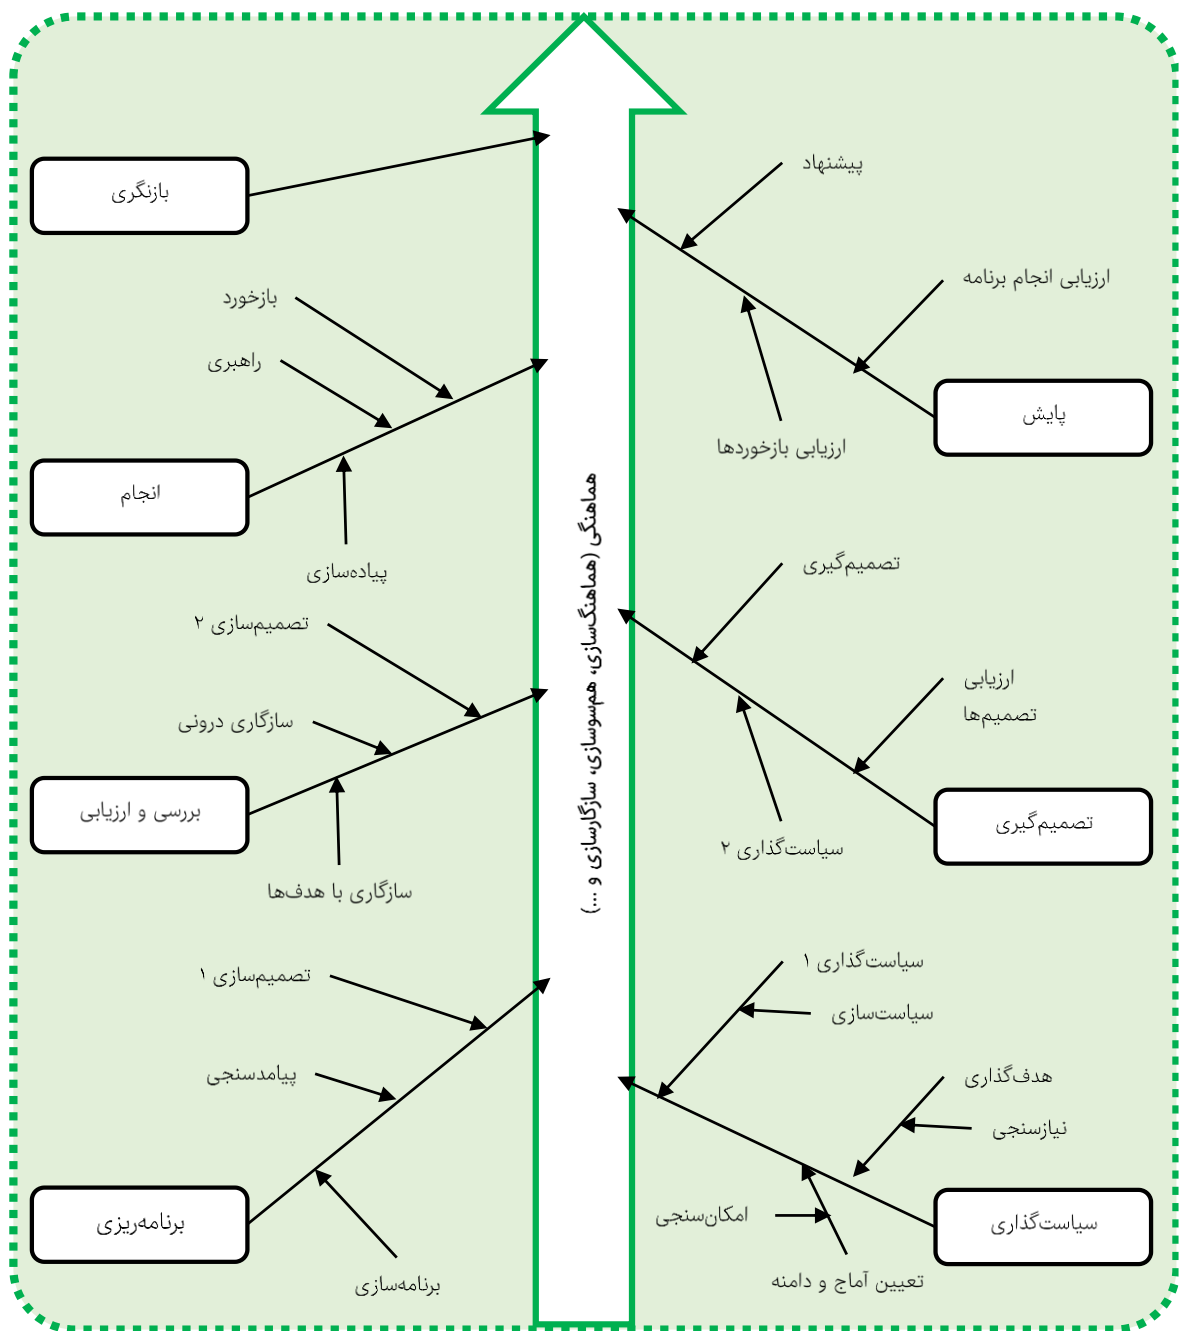 بازنگری
پیشنهاد
ارزیابی انجام برنامه
بازخورد
راهبری
پایش
ارزیابی بازخوردها
انجام
پیاده‌سازی
تصمیم‌گیری
تصمیم‌سازی ۲
ارزیابی
تصمیم‌ها
سازگاری درونی
بررسی و ارزیابی
تصمیم‌گیری
سیاست‌گذاری ۲
سازگاری با هدف‌ها
هماهنگی (هماهنگ‌سازی، هم‌سوسازی، سازگارسازی و ...)
سیاست‌گذاری ۱
تصمیم‌سازی ۱
سیاست‌سازی
هدف‌گذاری
پیامدسنجی
نیازسنجی
برنامه‌ریزی
سیاست‌گذاری
امکان‌سنجی
تعیین آماج و دامنه
برنامه‌سازی